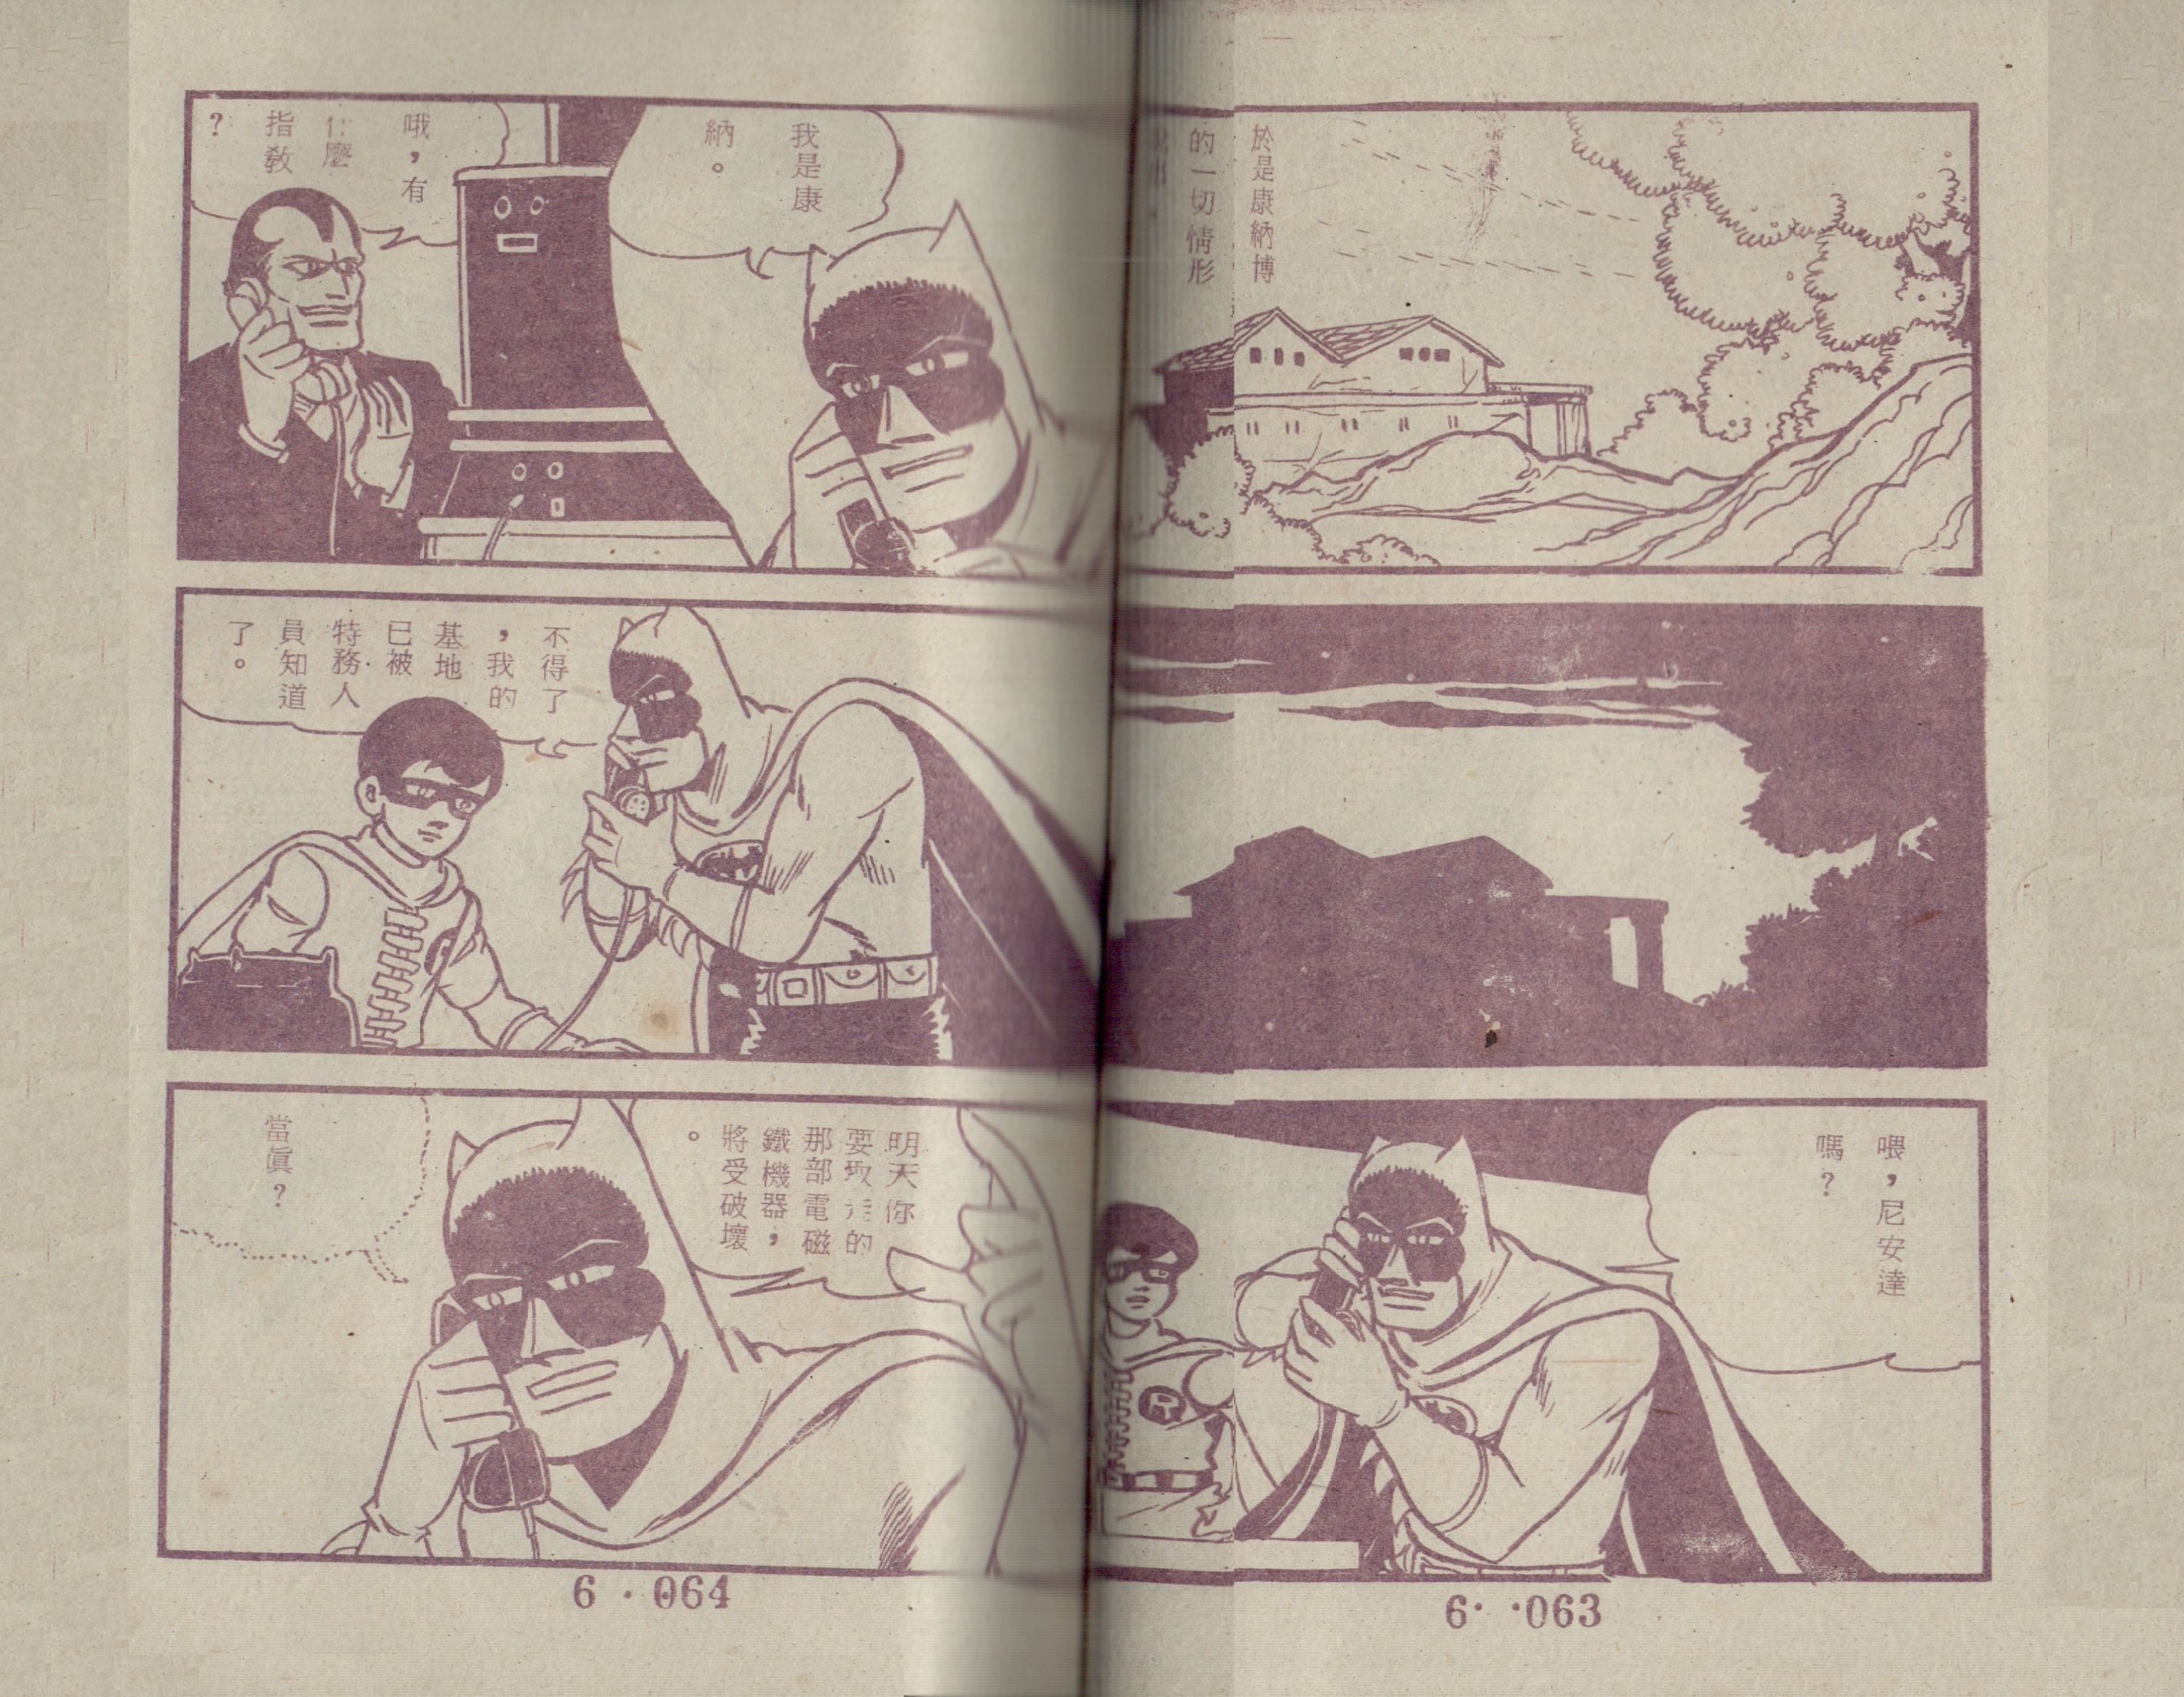 於是康納博
的一切情形
喂，尼安達
嗎？
6··063
我是康
納。
哦，有
什麼
指教
？
不得了
，我的
基地
已被
特務人
員知道
了。
明天你
要取走的
那部電磁
鐵機器，
將受破壞
。
當眞？
R
6·064